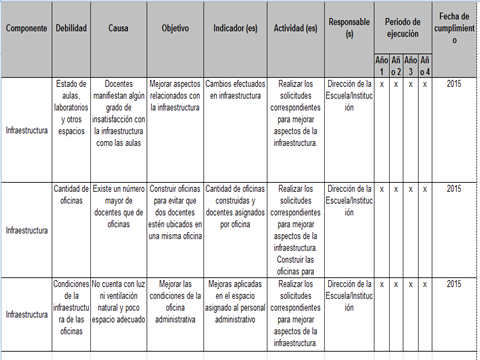 Componente Debilidad Causa Objetivo Indicador (es) Actividad (es) Responsable (s) Periodo de ejecución Fecha de cumplimiento
Año 1 Añ o 2 Año 3 Año 4
Infraestructura
Estado de aulas, laboratorios y otros espacios
Docentes manifiestan algún grado de insatisfacción con la infraestructura como las aulas
Mejorar aspectos relacionados con la infraestructura
Cambios efectuados en infraestructura
Realizar los solicitudes correspondientes para mejorar aspectos de la infraestructura.
Dirección de la Escuela/Institución
x x x x
2015
Infraestructura
Cantidad de oficinas
Existe un número mayor de docentes que de oficinas
Construir oficinas para evitar que dos docentes estén ubicados en una misma oficina
Cantidad de oficinas construidas y docentes asignados por oficina
Realizar los solicitudes correspondientes para mejorar aspectos de la infraestructura. Construir las oficinas para
Dirección de la Escuela/Institución
x x x x
2015
Infraestructura
Condiciones de la infraestructura de las oficinas
No cuenta con luz ni ventilación natural y poco espacio adecuado
Mejorar las condiciones de la oficina administrativa
Mejoras aplicadas en el espacio asignado al personal administrativo
Realizar los solicitudes correspondientes para mejorar aspectos de la infraestructura.
Dirección de la Escuela/Institución
x x x x
2015